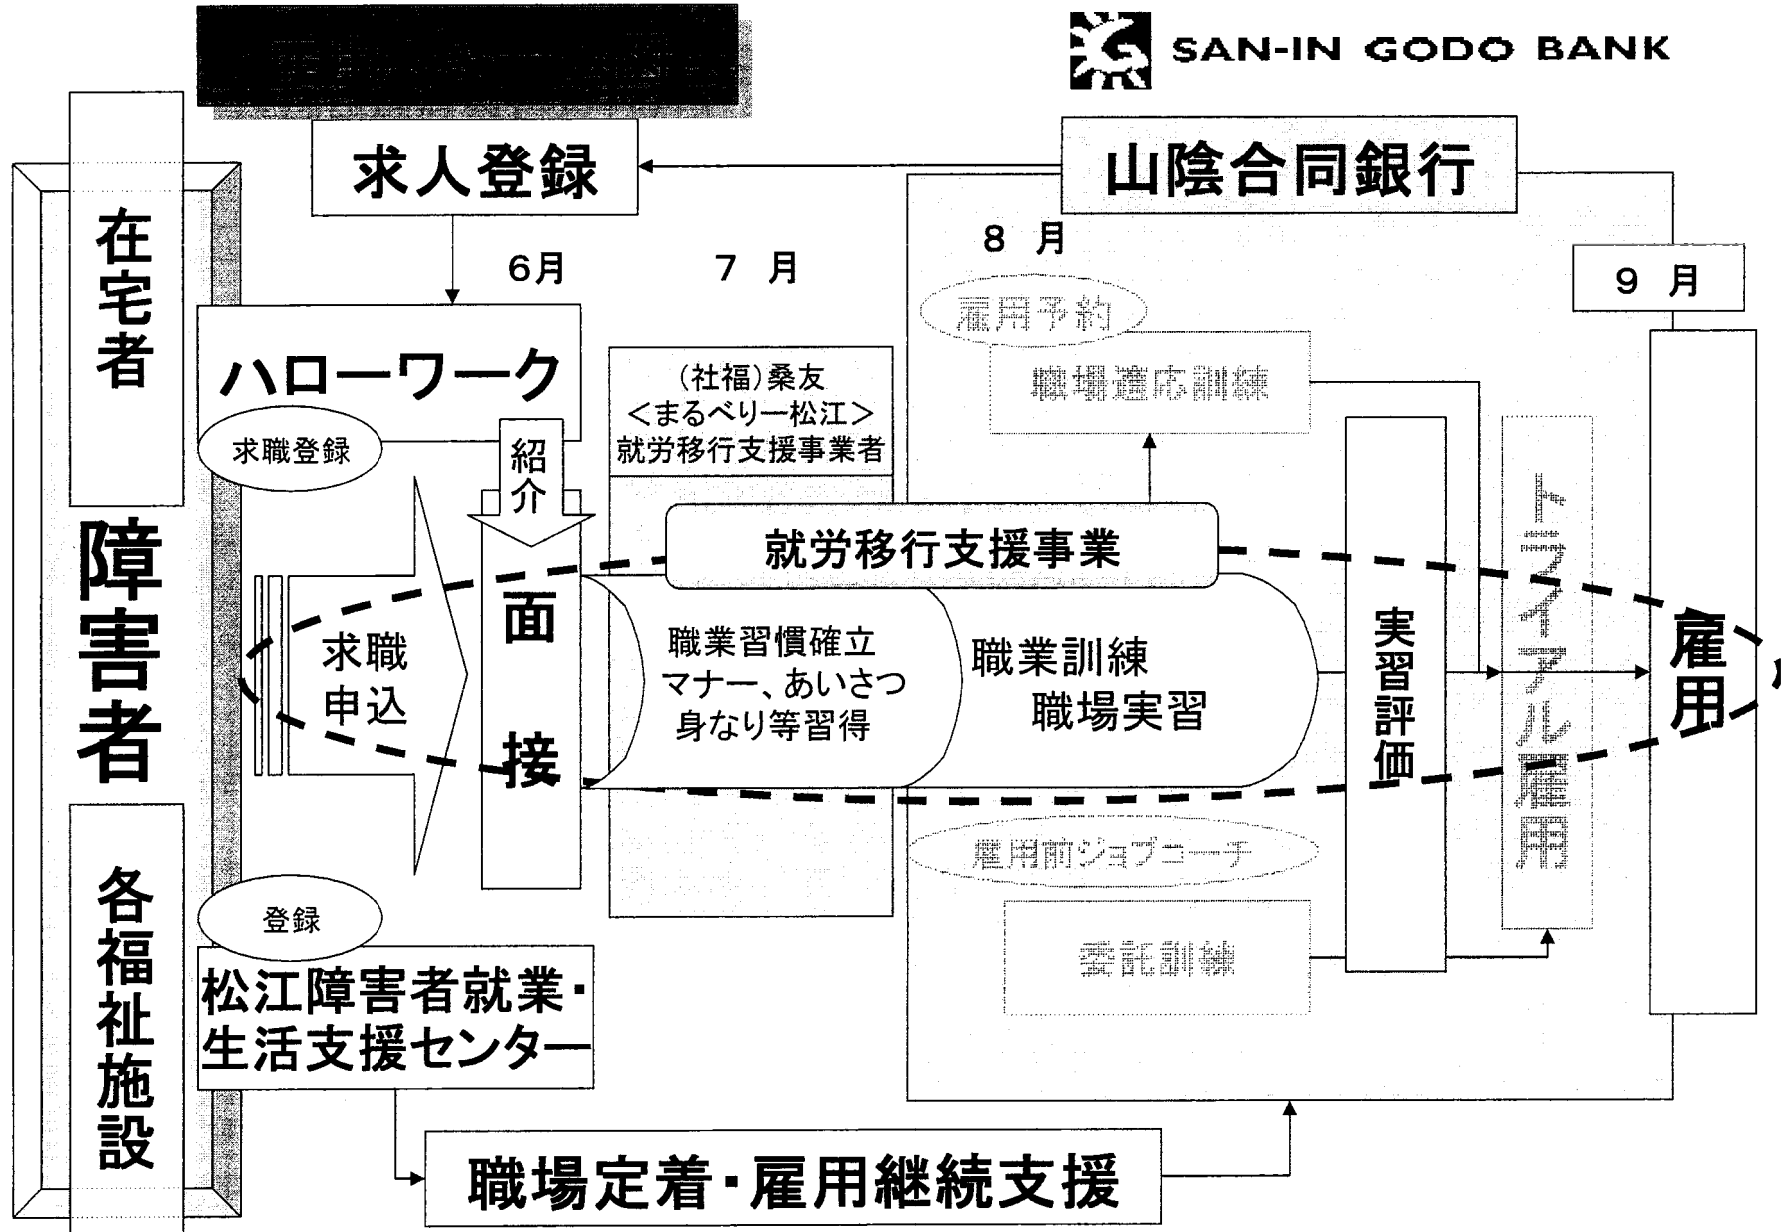 SAN-IN GODO BANK
求人登録
山陰合同銀行
6月
7 月
8 月
9 月
在宅者
障害者
各福祉施設
ハローワーク
求職登録
紹介
(社福)桑友
<まるべりー松江>
就労移行支援事業者
雇用予約
職場適応訓練
就労移行支援事業
求職
申込
面接
職業習慣確立
マナー、あいさつ
身なり等習得
職業訓練
職場実習
実習評価
トライアル雇用
雇用
雇用前ジョブコーチ
委託訓練
登録
松江障害者就業・
生活支援センター
職場定着・雇用継続支援